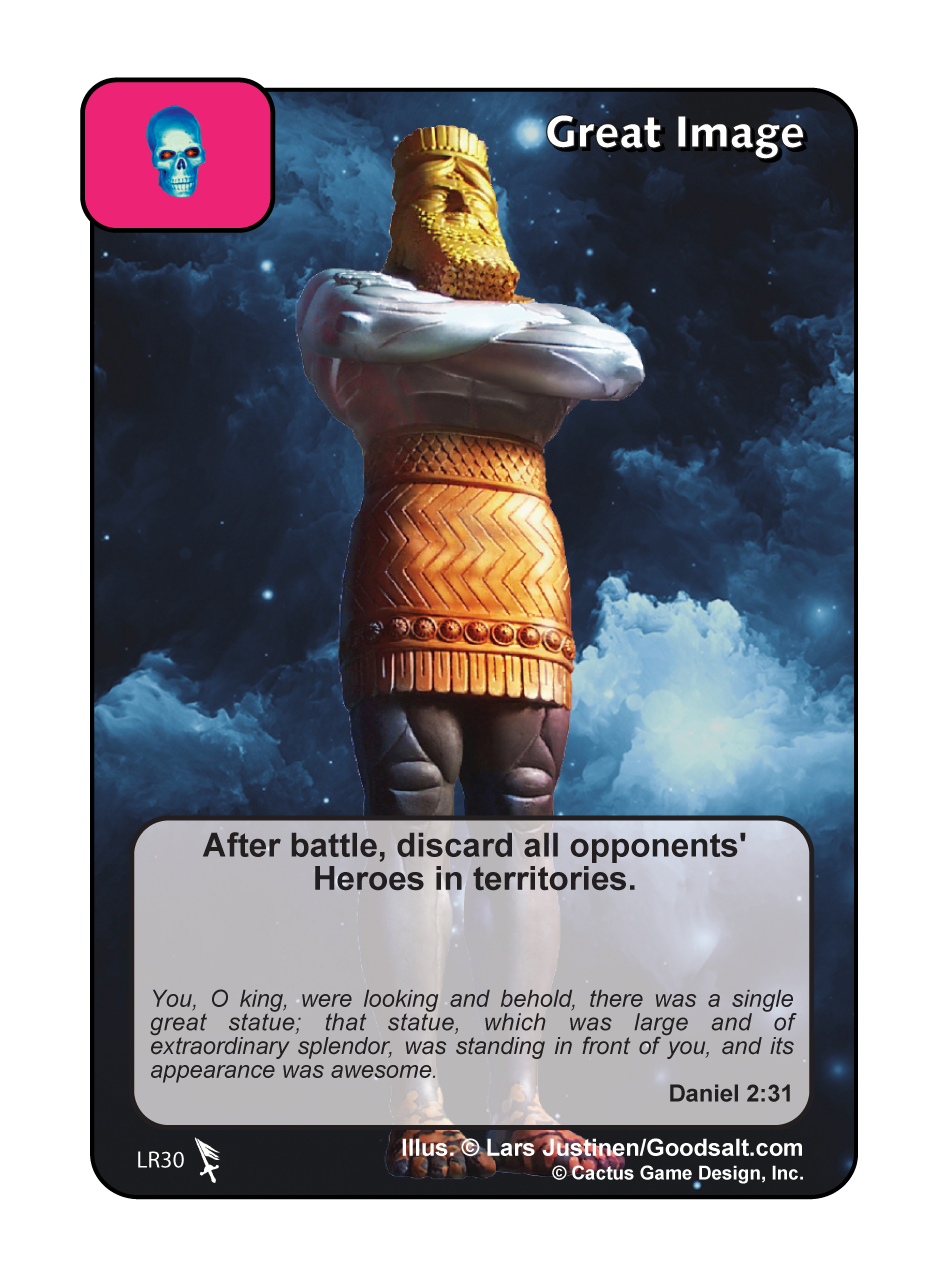 Great Image
After battle, discard all opponents'
Heroes in territories.
You, O king, were looking and behold, there was a single
great statue; that statue, which was large and of
extraordinary splendor, was standing in front of you, and its
appearance was awesome.
Daniel 2:31
LR30
Illus. © Lars Justinen/Goodsalt.com
© Cactus Game Design, Inc.